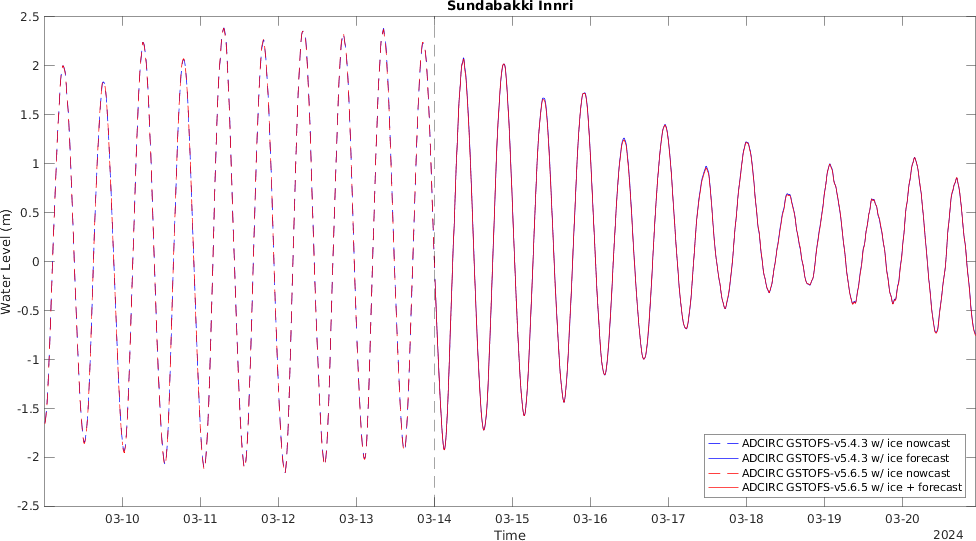 Sundabakki Innri
2.5
2
1.5
1
0.5
0
-0.5
-1
-1.5
-2
-2.5
Water Level (m)
03-10 03-11 03-12 03-13 03-14 03-15 03-16 03-17 03-18 03-19 03-20
Time
2024
ADCIRC GSTOFS-v5.4.3 w/ ice nowcast
ADCIRC GSTOFS-v5.4.3 w/ ice forecast
ADCIRC GSTOFS-v5.6.5 w/ ice nowcast
ADCIRC GSTOFS-v5.6.5 w/ ice + forecast